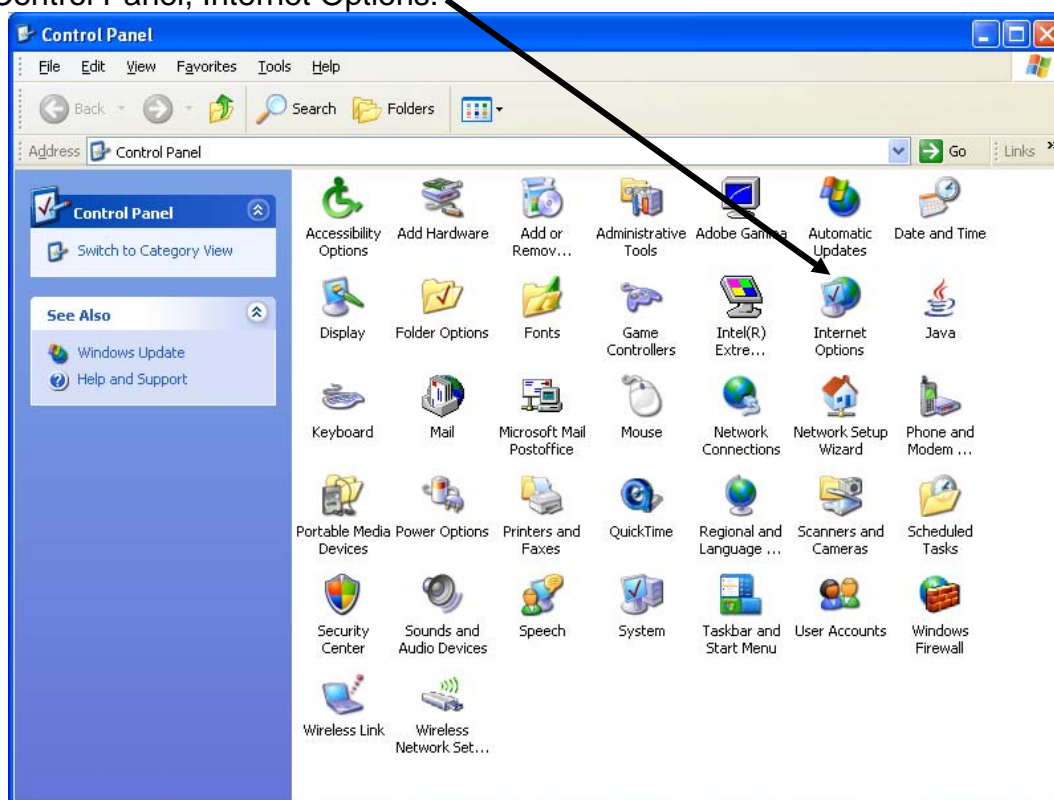 Control Panel, Internet Options.
Control Panel
File Edit View Favorites Tools Help
Back Search Folders
Address Control Panel Go Links »
Control Panel
Switch to Category View
See Also
Windows Update
Help and Support
Accessibility Options
Add Hardware
Add or Remov...
Administrative Tools
Adobe Gamma
Automatic Updates
Date and Time
Display
Folder Options
Fonts
Game Controllers
Intel(R) Extre...
Internet Options
Java
Keyboard
Mail
Microsoft Mail Postoffice
Mouse
Network Connections
Network Setup Wizard
Phone and Modem ...
Portable Media Devices
Power Options
Printers and Faxes
QuickTime
Regional and Language ...
Scanners and Cameras
Scheduled Tasks
Security Center
Sounds and Audio Devices
Speech
System
Taskbar and Start Menu
User Accounts
Windows Firewall
Wireless Link
Wireless Network Set...